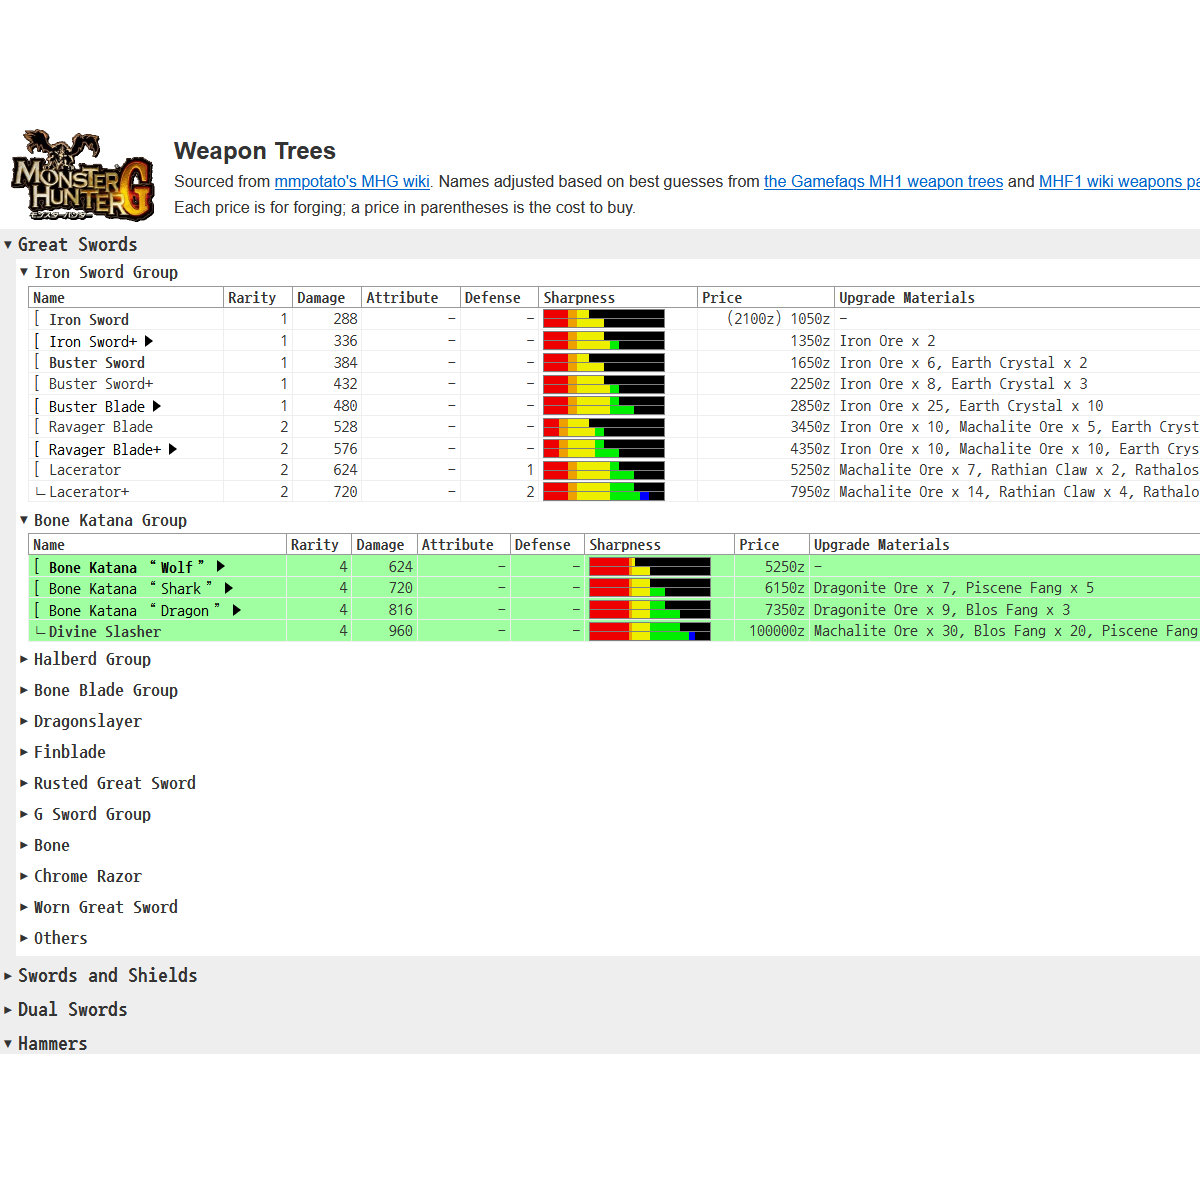 MONSTER
HUNTER G
モンスターハンター
Weapon Trees
Sourced from mmpotato's MHG wiki. Names adjusted based on best guesses from the Gamefaqs MH1 weapon trees and MHF1 wiki weapons pa
Each price is for forging; a price in parentheses is the cost to buy.
▼ Great Swords
▼ Iron Sword Group
Name Rarity Damage Attribute Defense Sharpness Price Upgrade Materials
[ Iron Sword 1 288 – – (2100z) 1050z –
[ Iron Sword+ ▶ 1 336 – – 1350z Iron Ore x 2
[ Buster Sword 1 384 – – 1650z Iron Ore x 6, Earth Crystal x 2
[ Buster Sword+ 1 432 – – 2250z Iron Ore x 8, Earth Crystal x 3
[ Buster Blade ▶ 1 480 – – 2850z Iron Ore x 25, Earth Crystal x 10
[ Ravager Blade 2 528 – – 3450z Iron Ore x 10, Machalite Ore x 5, Earth Cryst
[ Ravager Blade+ ▶ 2 576 – – 4350z Iron Ore x 10, Machalite Ore x 10, Earth Crys
[ Lacerator 2 624 – 1 5250z Machalite Ore x 7, Rathian Claw x 2, Rathalos
∟Lacerator+ 2 720 – 2 7950z Machalite Ore x 14, Rathian Claw x 4, Rathalo
▼ Bone Katana Group
Name Rarity Damage Attribute Defense Sharpness Price Upgrade Materials
[ Bone Katana “Wolf” ▶ 4 624 – – 5250z –
[ Bone Katana “Shark” ▶ 4 720 – – 6150z Dragonite Ore x 7, Piscene Fang x 5
[ Bone Katana “Dragon” ▶ 4 816 – – 7350z Dragonite Ore x 9, Blos Fang x 3
∟Divine Slasher 4 960 – – 100000z Machalite Ore x 30, Blos Fang x 20, Piscene Fang
▶ Halberd Group
▶ Bone Blade Group
▶ Dragonslayer
▶ Finblade
▶ Rusted Great Sword
▶ G Sword Group
▶ Bone
▶ Chrome Razor
▶ Worn Great Sword
▶ Others
▶ Swords and Shields
▶ Dual Swords
▼ Hammers